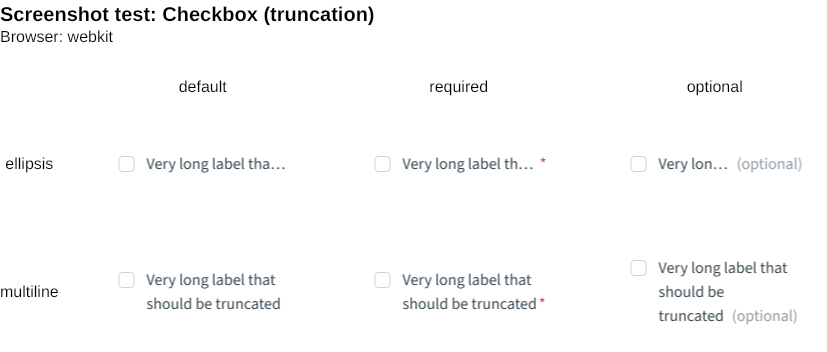 Screenshot test: Checkbox (truncation)
Browser: webkit
default required optional
ellipsis Very long label tha… Very long label th… * Very lon… (optional)
Very long label that
Very long label that Very long label that should be
multiline should be truncated should be truncated * truncated (optional)